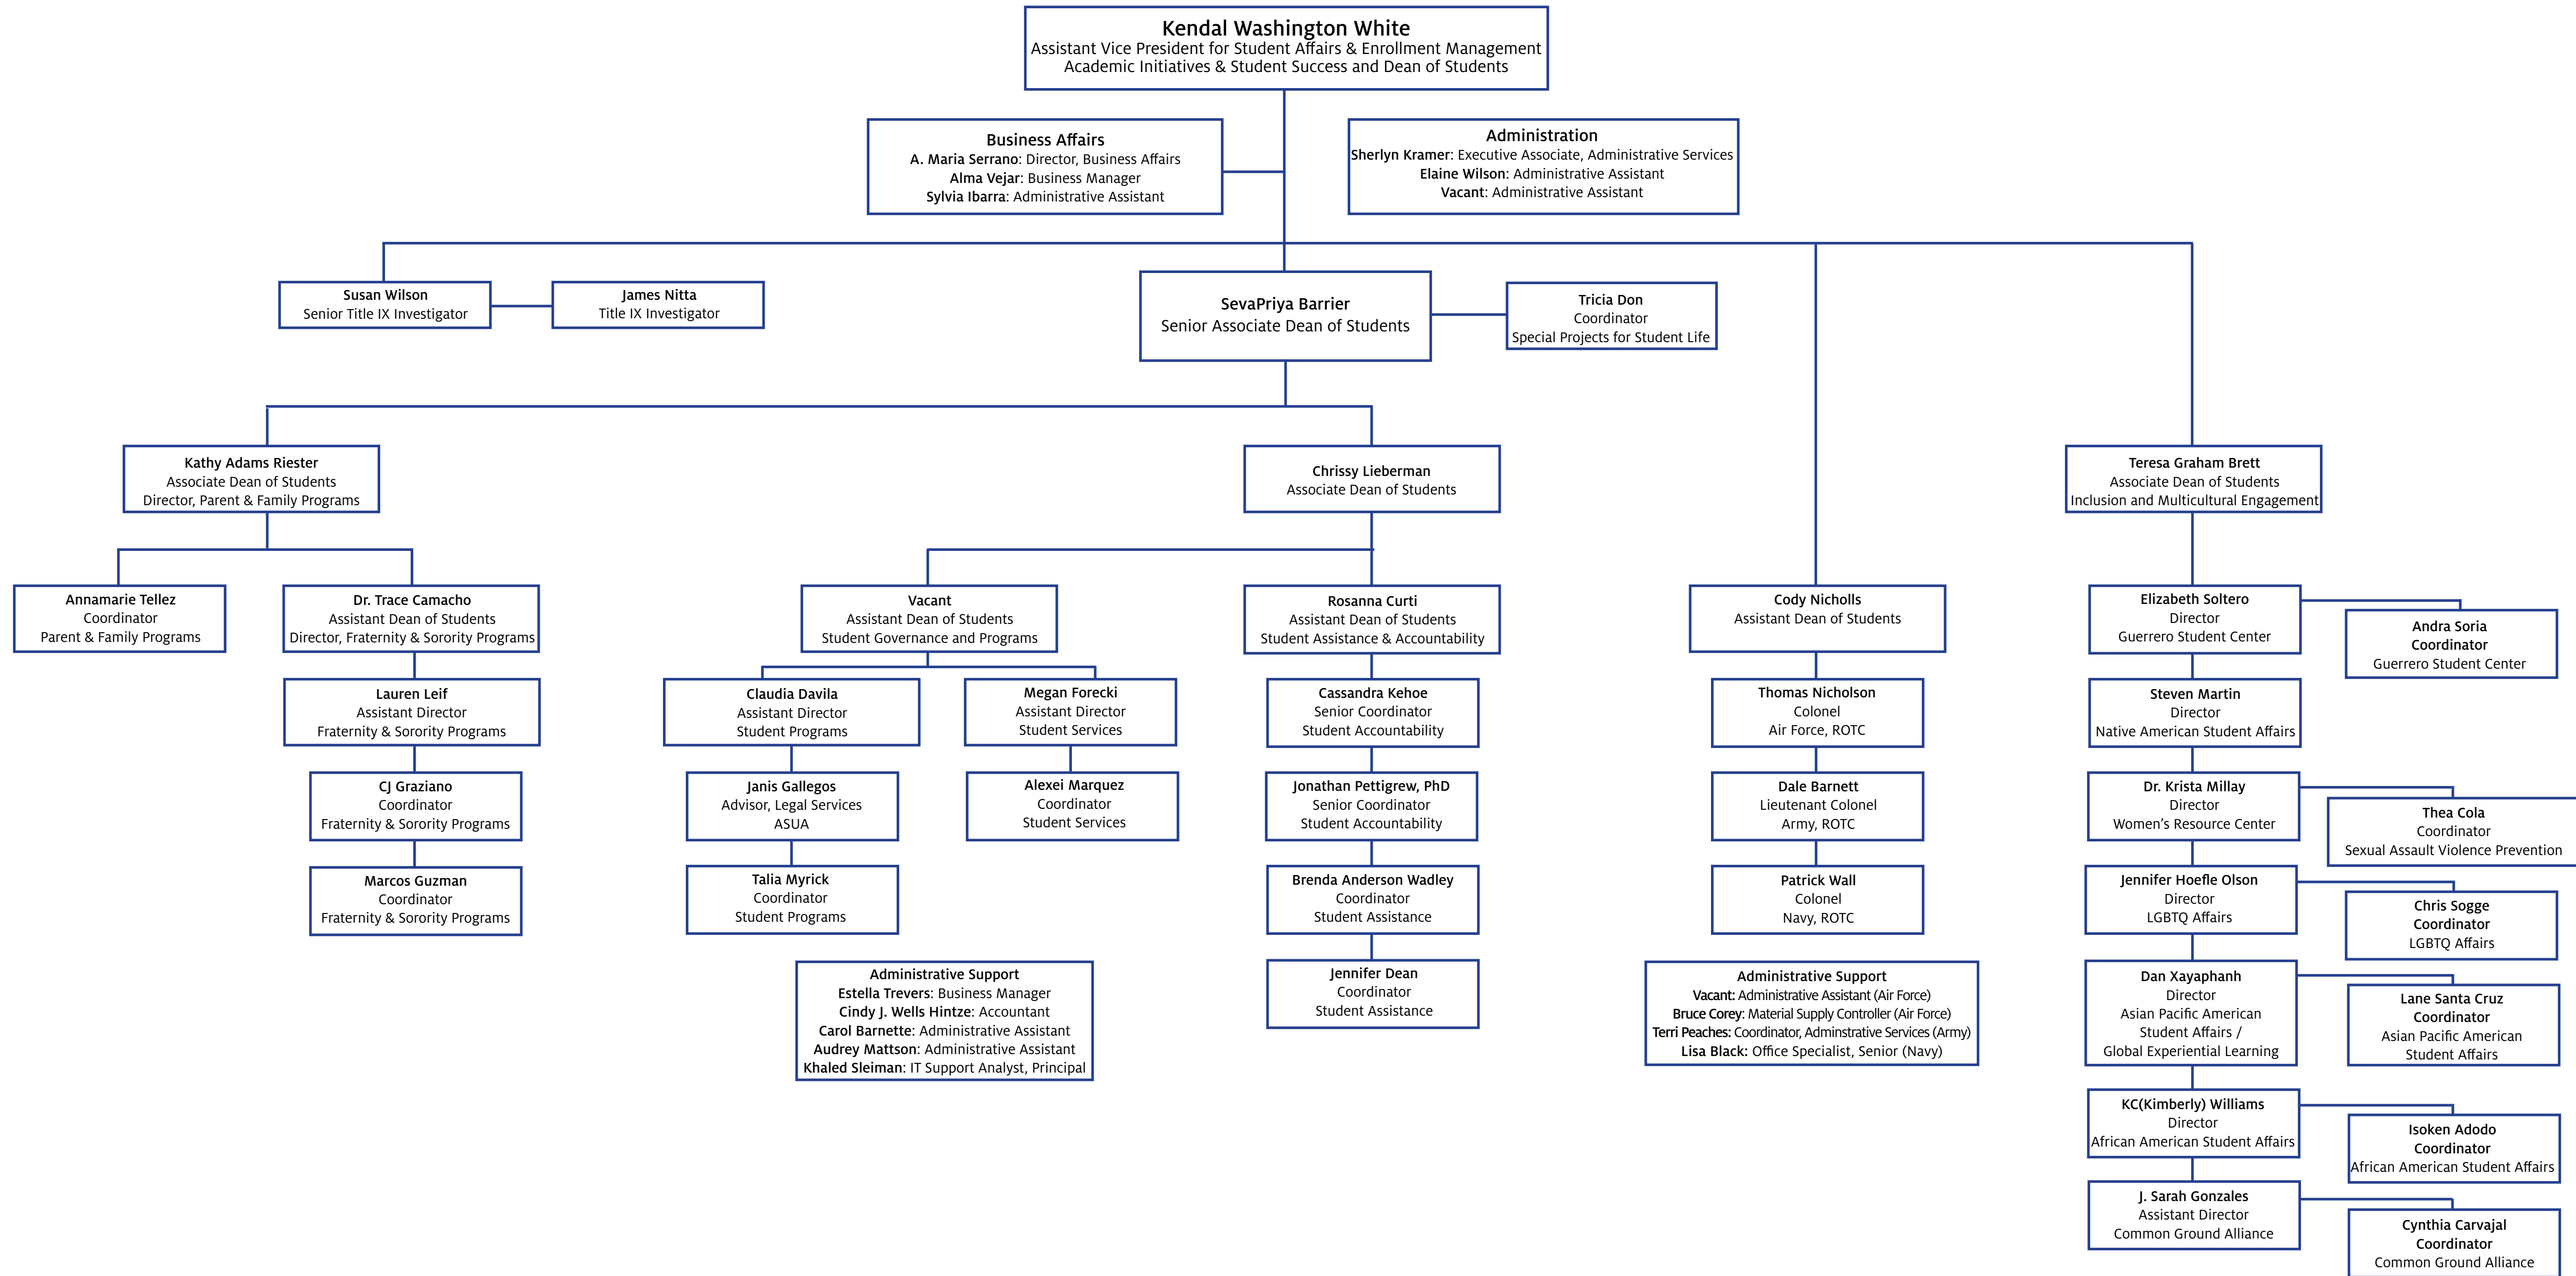 Kendal Washington White
Assistant Vice President for Student Affairs & Enrollment Management
Academic Initiatives & Student Success and Dean of Students
Business Affairs
A. Maria Serrano: Director, Business Affairs
Alma Vejar: Business Manager
Sylvia Ibarra: Administrative Assistant
Administration
Sherlyn Kramer: Executive Associate, Administrative Services
Elaine Wilson: Administrative Assistant
Vacant: Administrative Assistant
Susan Wilson
Senior Title IX Investigator
James Nitta
Title IX Investigator
SevaPriya Barrier
Senior Associate Dean of Students
Tricia Don
Coordinator
Special Projects for Student Life
Kathy Adams Riester
Associate Dean of Students
Director, Parent & Family Programs
Chrissy Lieberman
Associate Dean of Students
Teresa Graham Brett
Associate Dean of Students
Inclusion and Multicultural Engagement
Annamarie Tellez
Coordinator
Parent & Family Programs
Dr. Trace Camacho
Assistant Dean of Students
Director, Fraternity & Sorority Programs
Lauren Leif
Assistant Director
Fraternity & Sorority Programs
CJ Graziano
Coordinator
Fraternity & Sorority Programs
Marcos Guzman
Coordinator
Fraternity & Sorority Programs
Vacant
Assistant Dean of Students
Student Governance and Programs
Claudia Davila
Assistant Director
Student Programs
Janis Gallegos
Advisor, Legal Services
ASUA
Talia Myrick
Coordinator
Student Programs
Megan Forecki
Assistant Director
Student Services
Alexei Marquez
Coordinator
Student Services
Administrative Support
Estella Trevers: Business Manager
Cindy J. Wells Hintze: Accountant
Carol Barnette: Administrative Assistant
Audrey Mattson: Administrative Assistant
Khaled Sleiman: IT Support Analyst, Principal
Rosanna Curti
Assistant Dean of Students
Student Assistance & Accountability
Cassandra Kehoe
Senior Coordinator
Student Accountability
Jonathan Pettigrew, PhD
Senior Coordinator
Student Accountability
Brenda Anderson Wadley
Coordinator
Student Assistance
Jennifer Dean
Coordinator
Student Assistance
Cody Nicholls
Assistant Dean of Students
Thomas Nicholson
Colonel
Air Force, ROTC
Dale Barnett
Lieutenant Colonel
Army, ROTC
Patrick Wall
Colonel
Navy, ROTC
Administrative Support
Vacant: Administrative Assistant (Air Force)
Bruce Corey: Material Supply Controller (Air Force)
Terri Peaches: Coordinator, Adminstrative Services (Army)
Lisa Black: Office Specialist, Senior (Navy)
Elizabeth Soltero
Director
Guerrero Student Center
Andra Soria
Coordinator
Guerrero Student Center
Steven Martin
Director
Native American Student Affairs
Dr. Krista Millay
Director
Women’s Resource Center
Thea Cola
Coordinator
Sexual Assault Violence Prevention
Jennifer Hoefle Olson
Director
LGBTQ Affairs
Chris Sogge
Coordinator
LGBTQ Affairs
Dan Xayaphanh
Director
Asian Pacific American
Student Affairs /
Global Experiential Learning
Lane Santa Cruz
Coordinator
Asian Pacific American
Student Affairs
KC(Kimberly) Williams
Director
African American Student Affairs
Isoken Adodo
Coordinator
African American Student Affairs
J. Sarah Gonzales
Assistant Director
Common Ground Alliance
Cynthia Carvajal
Coordinator
Common Ground Alliance